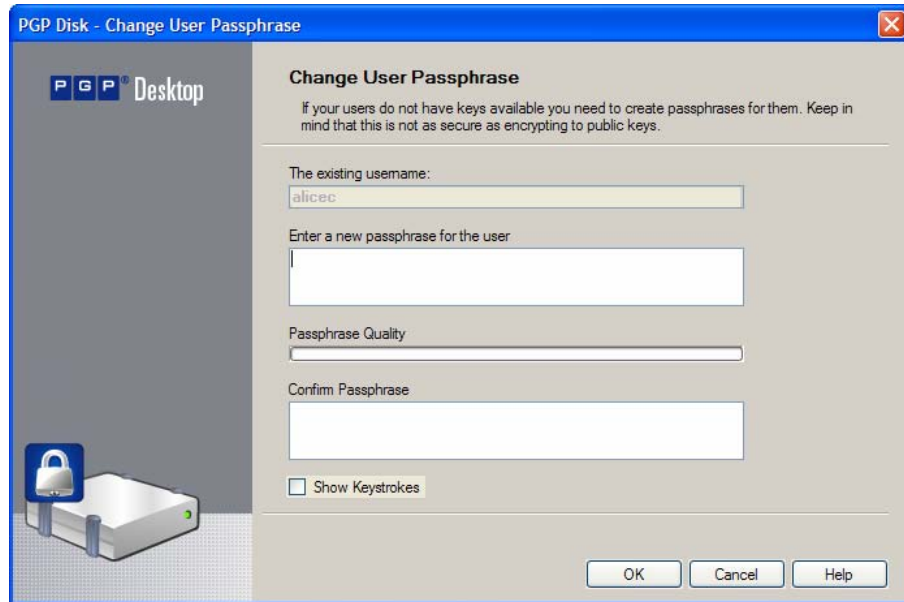 PGP Disk - Change User Passphrase
PGP® Desktop
Change User Passphrase
If your users do not have keys available you need to create passphrases for them. Keep in
mind that this is not as secure as encrypting to public keys.
The existing username:
alicec
Enter a new passphrase for the user
Passphrase Quality
Confirm Passphrase
Show Keystrokes
OK Cancel Help